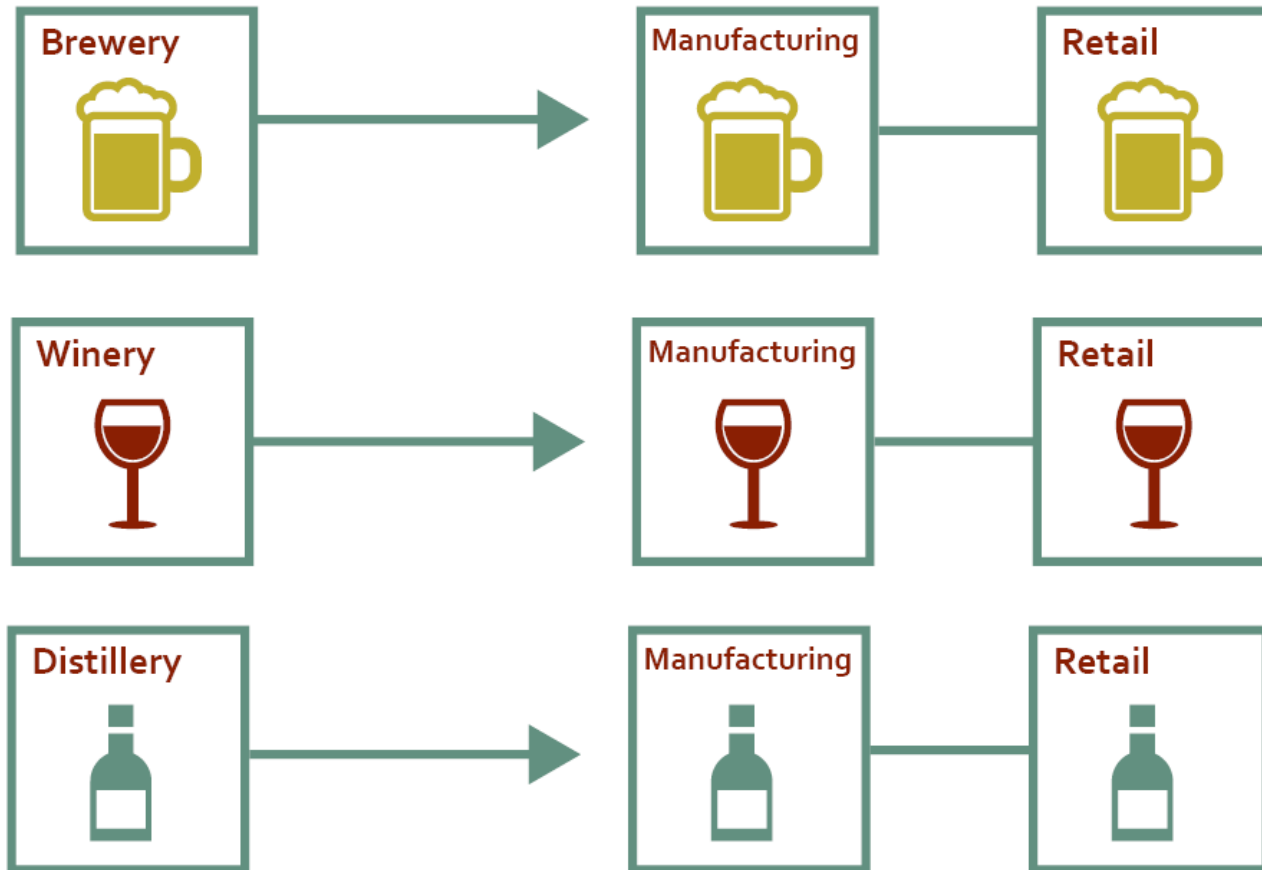 Brewery
Manufacturing
Retail
Winery
Manufacturing
Retail
Distillery
Manufacturing
Retail